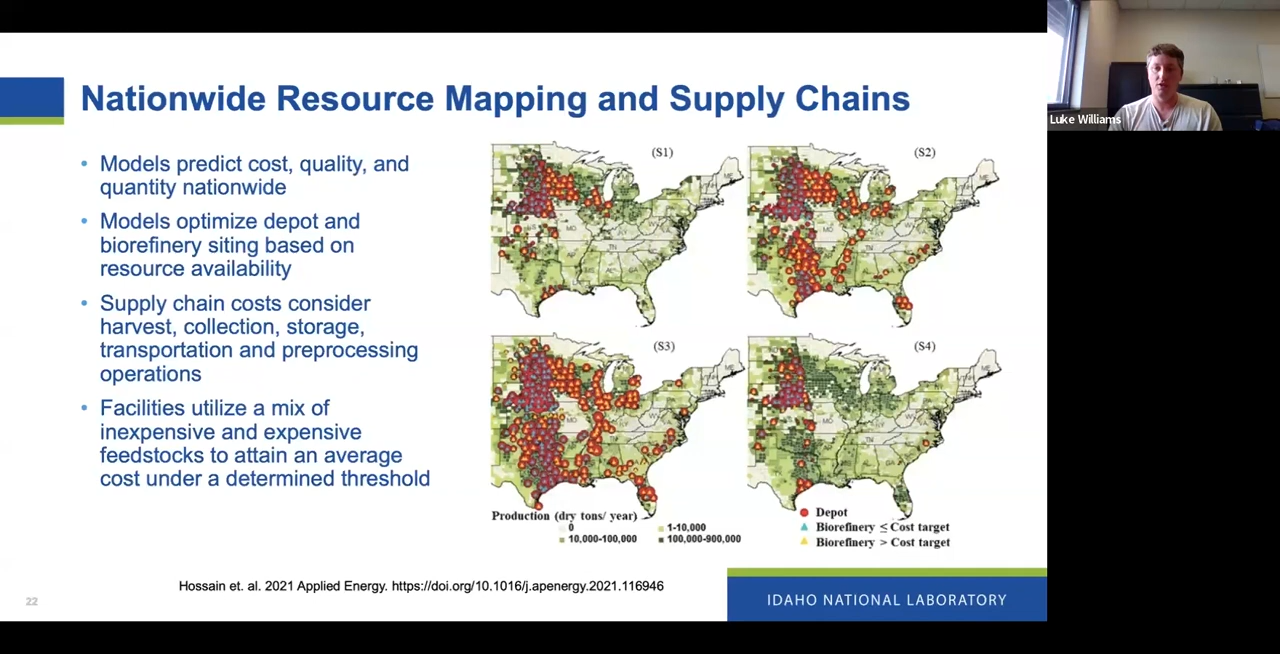 Nationwide Resource Mapping and Supply Chains
Luke Williams
• Models predict cost, quality, and
quantity nationwide
• Models optimize depot and
biorefinery siting based on
resource availability
• Supply chain costs consider
harvest, collection, storage,
transportation and preprocessing
operations
• Facilities utilize a mix of
inexpensive and expensive
feedstocks to attain an average
cost under a determined threshold
(S1)
(S2)
(S3)
(S4)
Production (dry tons/ year)
0
1-10,000
10,000-100,000
100,000-900,000
Depot
Biorefinery ≤ Cost target
Biorefinery > Cost target
Hossain et. al. 2021 Applied Energy. https://doi.org/10.1016/j.apenergy.2021.116946
22
IDAHO NATIONAL LABORATORY